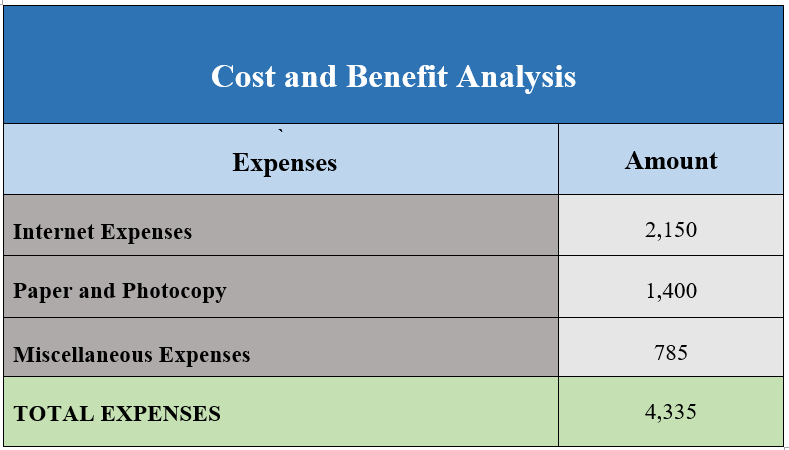 Cost and Benefit Analysis
`
Expenses Amount
Internet Expenses 2,150
Paper and Photocopy 1,400
Miscellaneous Expenses 785
TOTAL EXPENSES 4,335